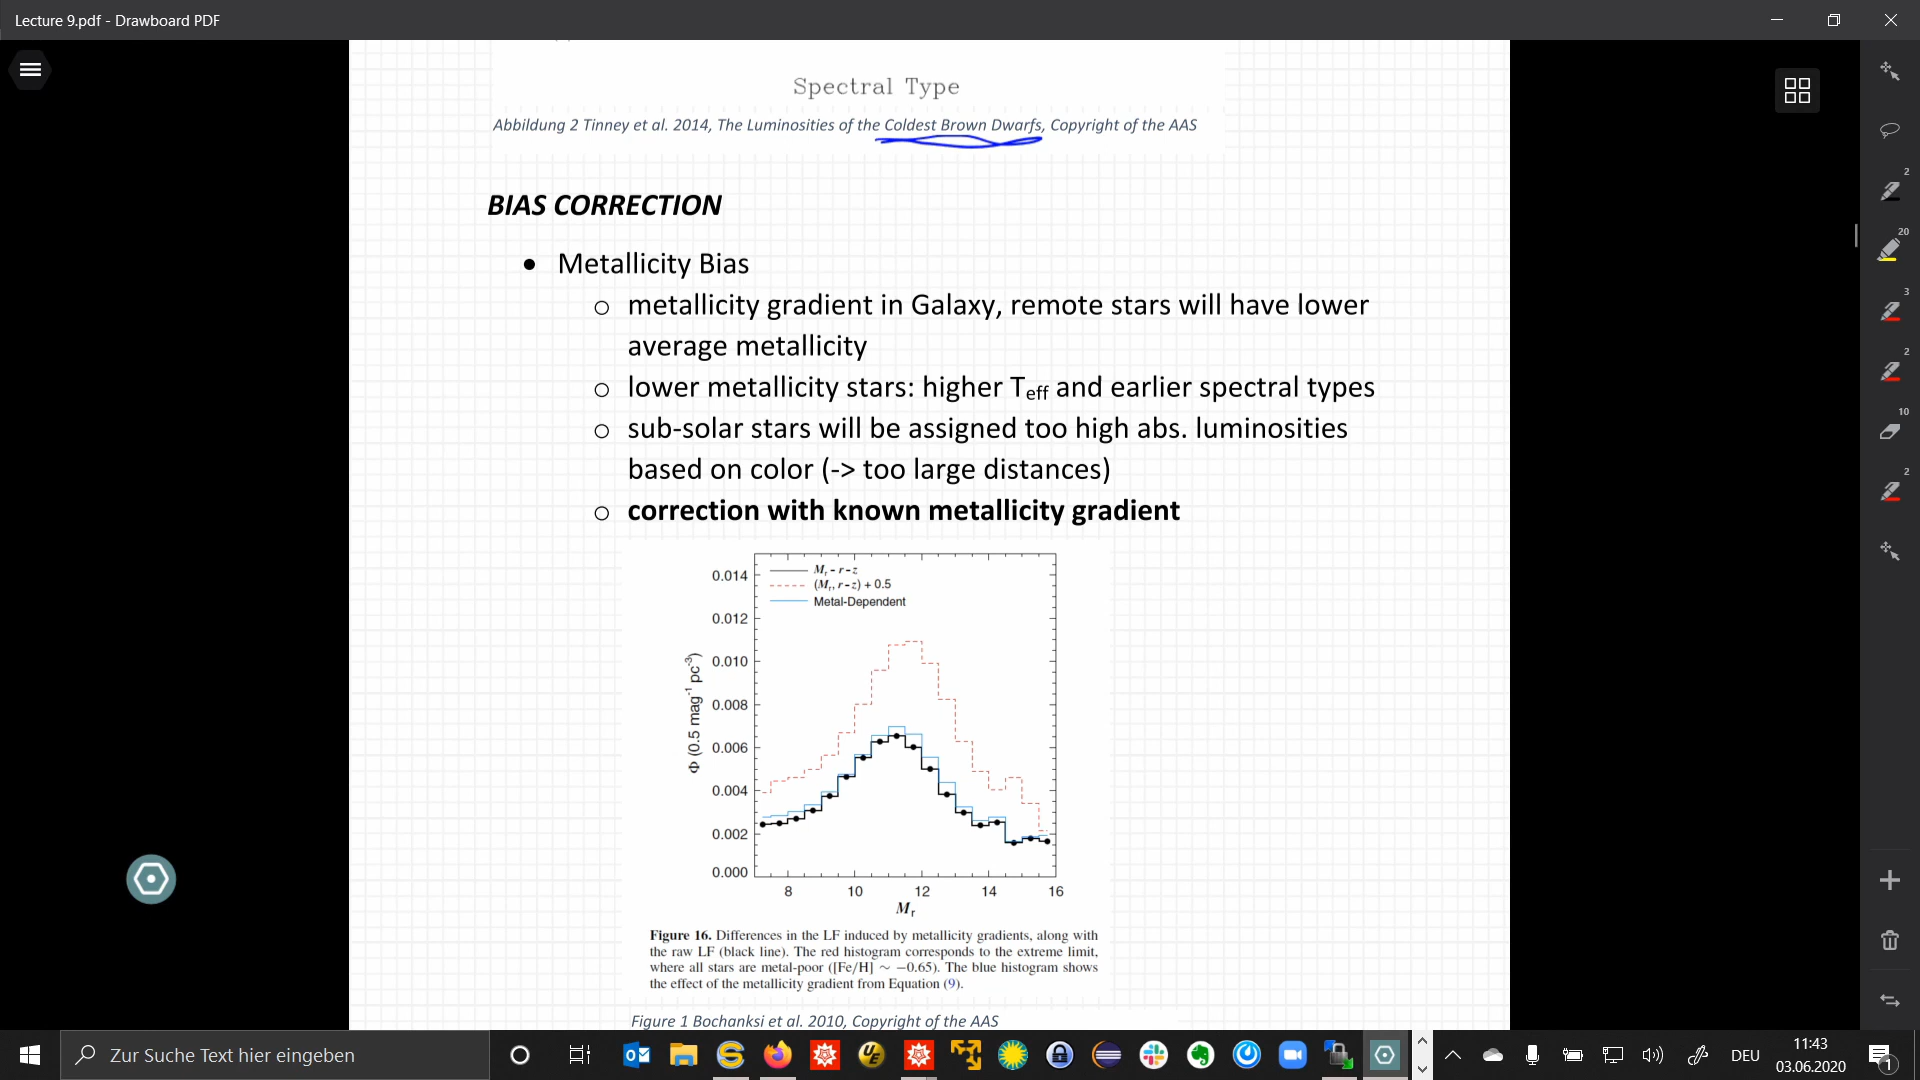 Lecture 9.pdf - Drawboard PDF
Spectral Type
Abbildung 2 Tinney et al. 2014, The Luminosities of the Coldest Brown Dwarfs, Copyright of the AAS
BIAS CORRECTION
• Metallicity Bias
o metallicity gradient in Galaxy, remote stars will have lower
average metallicity
o lower metallicity stars: higher Teff and earlier spectral types
o sub-solar stars will be assigned too high abs. luminosities
based on color (-> too large distances)
o correction with known metallicity gradient
Mr - r - z
(Mr, r - z) + 0.5
Metal-Dependent
0.014
0.012
0.010
0.008
0.006
0.004
0.002
0.000
Φ (0.5 mag-1 pc-3)
8 10 12 14 16
Mr
Figure 16. Differences in the LF induced by metallicity gradients, along with
the raw LF (black line). The red histogram corresponds to the extreme limit,
where all stars are metal-poor ([Fe/H] ∼ −0.65). The blue histogram shows
the effect of the metallicity gradient from Equation (9).
Figure 1 Bochanksi et al. 2010, Copyright of the AAS
2
20
3
2
10
2
Zur Suche Text hier eingeben
DEU
11:43
03.06.2020
1